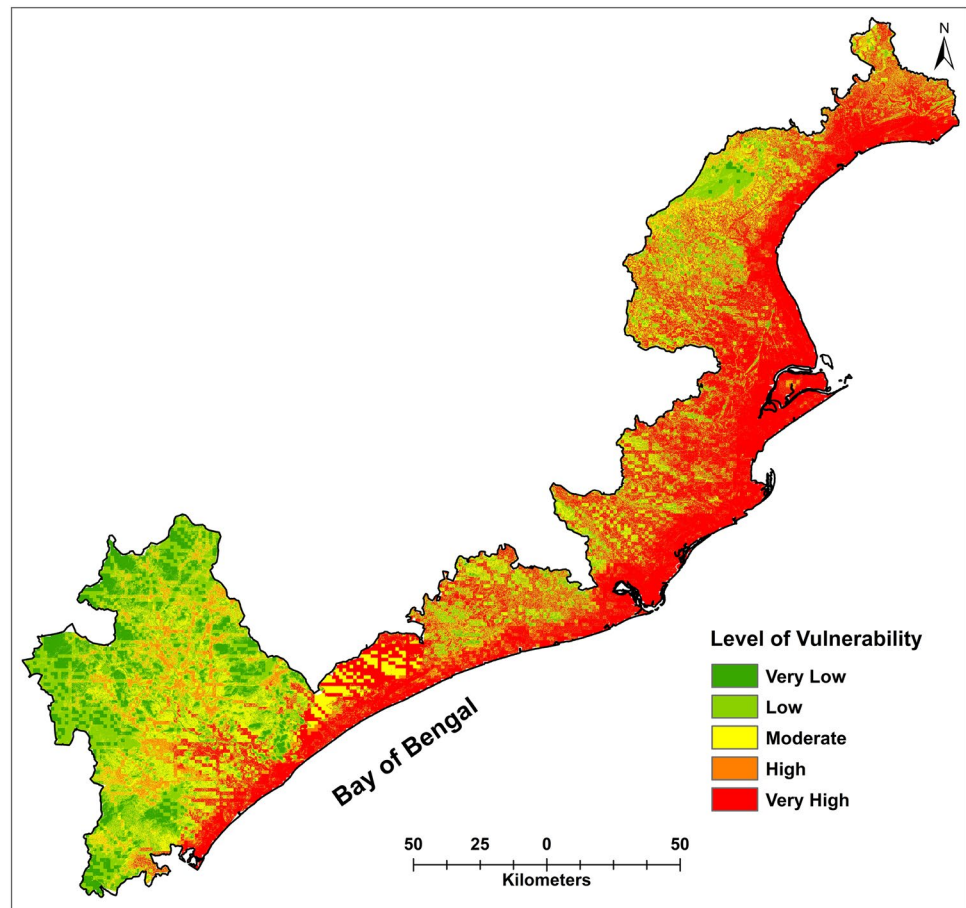 N
Bay of Bengal
Level of Vulnerability
Very Low
Low
Moderate
High
Very High
50 25 0 50
Kilometers